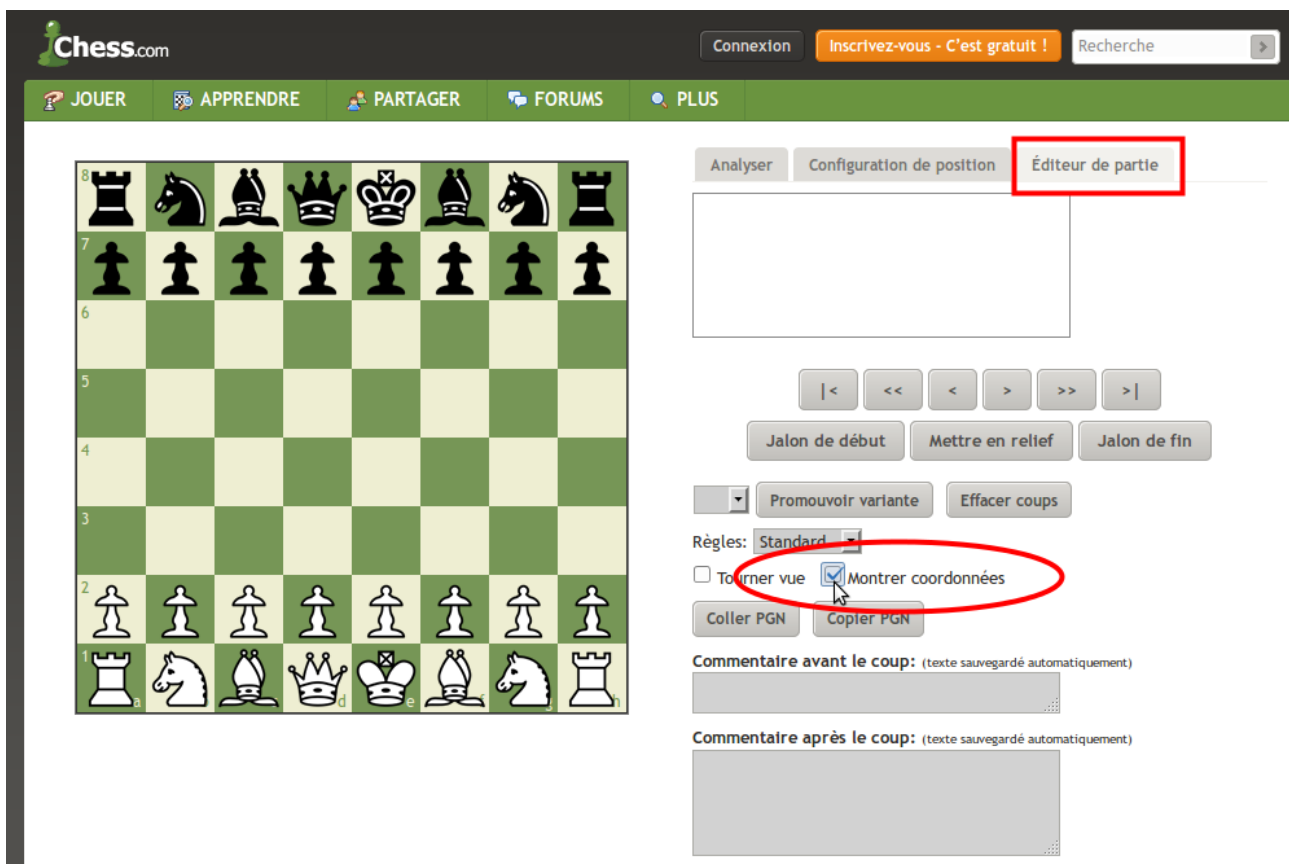 Chess.com
Connexion
Inscrivez-vous - C'est gratuit !
Recherche
>
JOUER
APPRENDRE
PARTAGER
FORUMS
PLUS
Analyser
Configuration de position
Éditeur de partie
8
7
6
5
4
3
2
1
a
d
e
f
g
h
|<
<<
<
>
>>
>|
Jalon de début
Mettre en relief
Jalon de fin
Promouvoir variante
Effacer coups
Règles: Standard
Tourner vue
Montrer coordonnées
Coller PGN
Copier PGN
Commentaire avant le coup: (texte sauvegardé automatiquement)
Commentaire après le coup: (texte sauvegardé automatiquement)